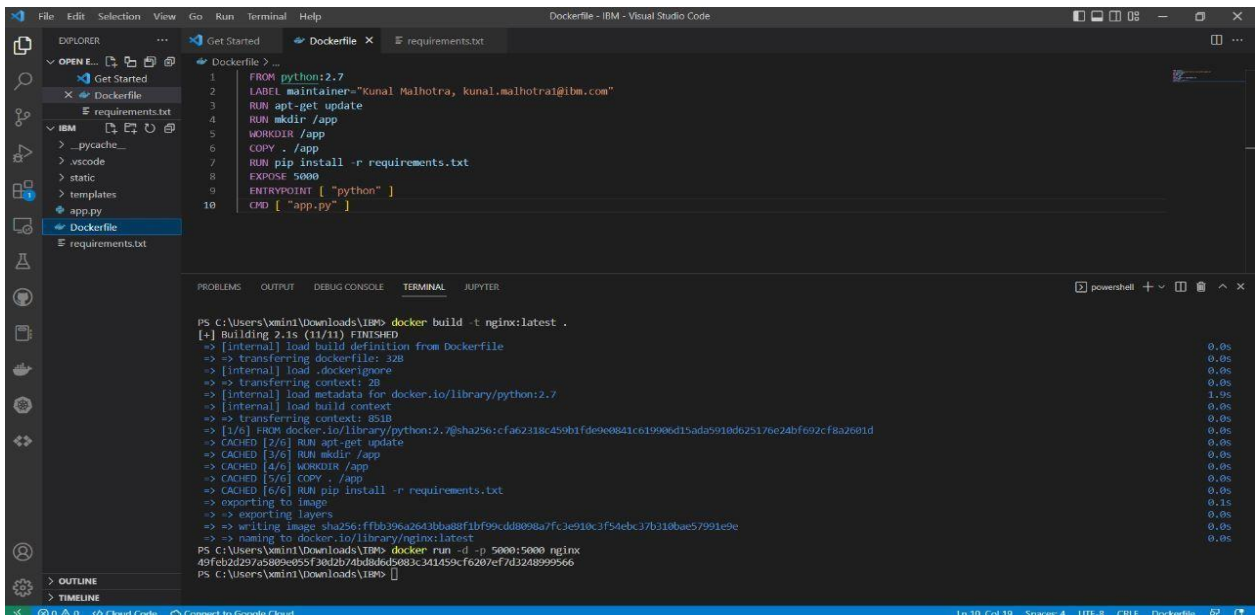 File Edit Selection View Go Run Terminal Help Dockerfile - IBM - Visual Studio Code
EXPLORER
OPEN E...
Get Started
Dockerfile
requirements.txt
IBM
__pycache__
.vscode
static
templates
app.py
Dockerfile
requirements.txt
OUTLINE
TIMELINE
Get Started Dockerfile requirements.txt
Dockerfile > ...
1 FROM python:2.7
2 LABEL maintainer="Kunal Malhotra, kunal.malhotra1@ibm.com"
3 RUN apt-get update
4 RUN mkdir /app
5 WORKDIR /app
6 COPY . /app
7 RUN pip install -r requirements.txt
8 EXPOSE 5000
9 ENTRYPOINT [ "python" ]
10 CMD [ "app.py" ]
PROBLEMS OUTPUT DEBUG CONSOLE TERMINAL JUPYTER powershell
PS C:\Users\xmin1\Downloads\IBM> docker build -t nginx:latest .
[+] Building 2.1s (11/11) FINISHED
=> [internal] load build definition from Dockerfile 0.0s
=> => transferring dockerfile: 32B 0.0s
=> [internal] load .dockerignore 0.0s
=> => transferring context: 2B 0.0s
=> [internal] load metadata for docker.io/library/python:2.7 1.9s
=> [internal] load build context 0.0s
=> => transferring context: 851B 0.0s
=> [1/6] FROM docker.io/library/python:2.7@sha256:cfa62318c459b1fde9e0841c619906d15ada5910d625176e24bf692cf8a2601d 0.0s
=> CACHED [2/6] RUN apt-get update 0.0s
=> CACHED [3/6] RUN mkdir /app 0.0s
=> CACHED [4/6] WORKDIR /app 0.0s
=> CACHED [5/6] COPY . /app 0.0s
=> CACHED [6/6] RUN pip install -r requirements.txt 0.0s
=> exporting to image 0.1s
=> => exporting layers 0.0s
=> => writing image sha256:ffbb396a2643bba88f1bf99cdd8098a7fc3e910c3f54ebc37b310bae57991e9e 0.0s
=> => naming to docker.io/library/nginx:latest 0.0s
PS C:\Users\xmin1\Downloads\IBM> docker run -d -p 5000:5000 nginx
49feb2d297a5809e055f30d2b74bd8d6d5083c341459cf6207ef7d3248999566
PS C:\Users\xmin1\Downloads\IBM>
0 0 Cloud Code Connect to Google Cloud Ln 10, Col 19 Spaces: 4 UTF-8 CRLF Dockerfile